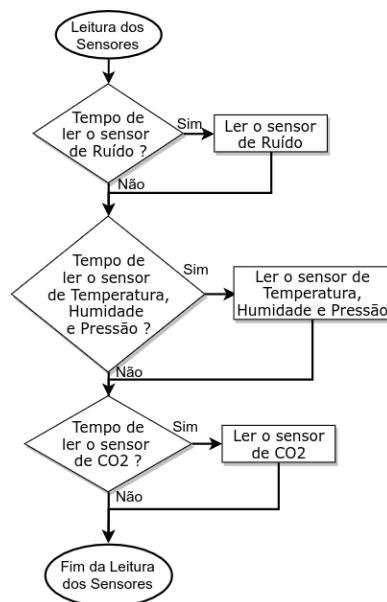 Leitura dos
Sensores
Tempo de
ler o sensor
de Ruído ?
Sim
Ler o sensor
de Ruído
Não
Tempo de
ler o sensor
de Temperatura,
Humidade
e Pressão ?
Sim
Ler o sensor de
Temperatura,
Humidade e Pressão
Não
Tempo de
ler o sensor
de CO2 ?
Sim
Ler o sensor
de CO2
Não
Fim da Leitura
dos Sensores